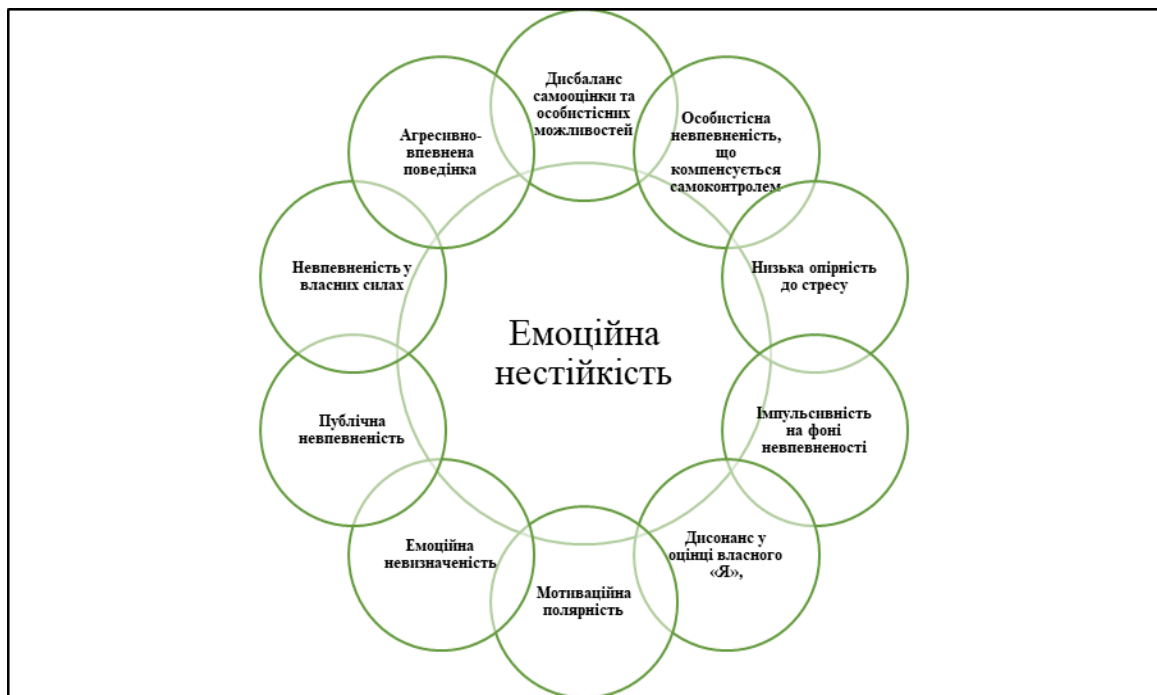 Дисбаланс
самооцінки та
особистісних
можливостей
Особистісна
невпевненість,
що
компенсується
самоконтролем
Низька опірність
до стресу
Імпульсивність
на фоні
невпевненості
Дисонанс у
оцінці власного
«Я»,
Мотиваційна
полярність
Емоційна
невизначеність
Публічна
невпевненість
Невпевненість у
власних силах
Агресивно-
впевнена
поведінка
Емоційна
нестійкість